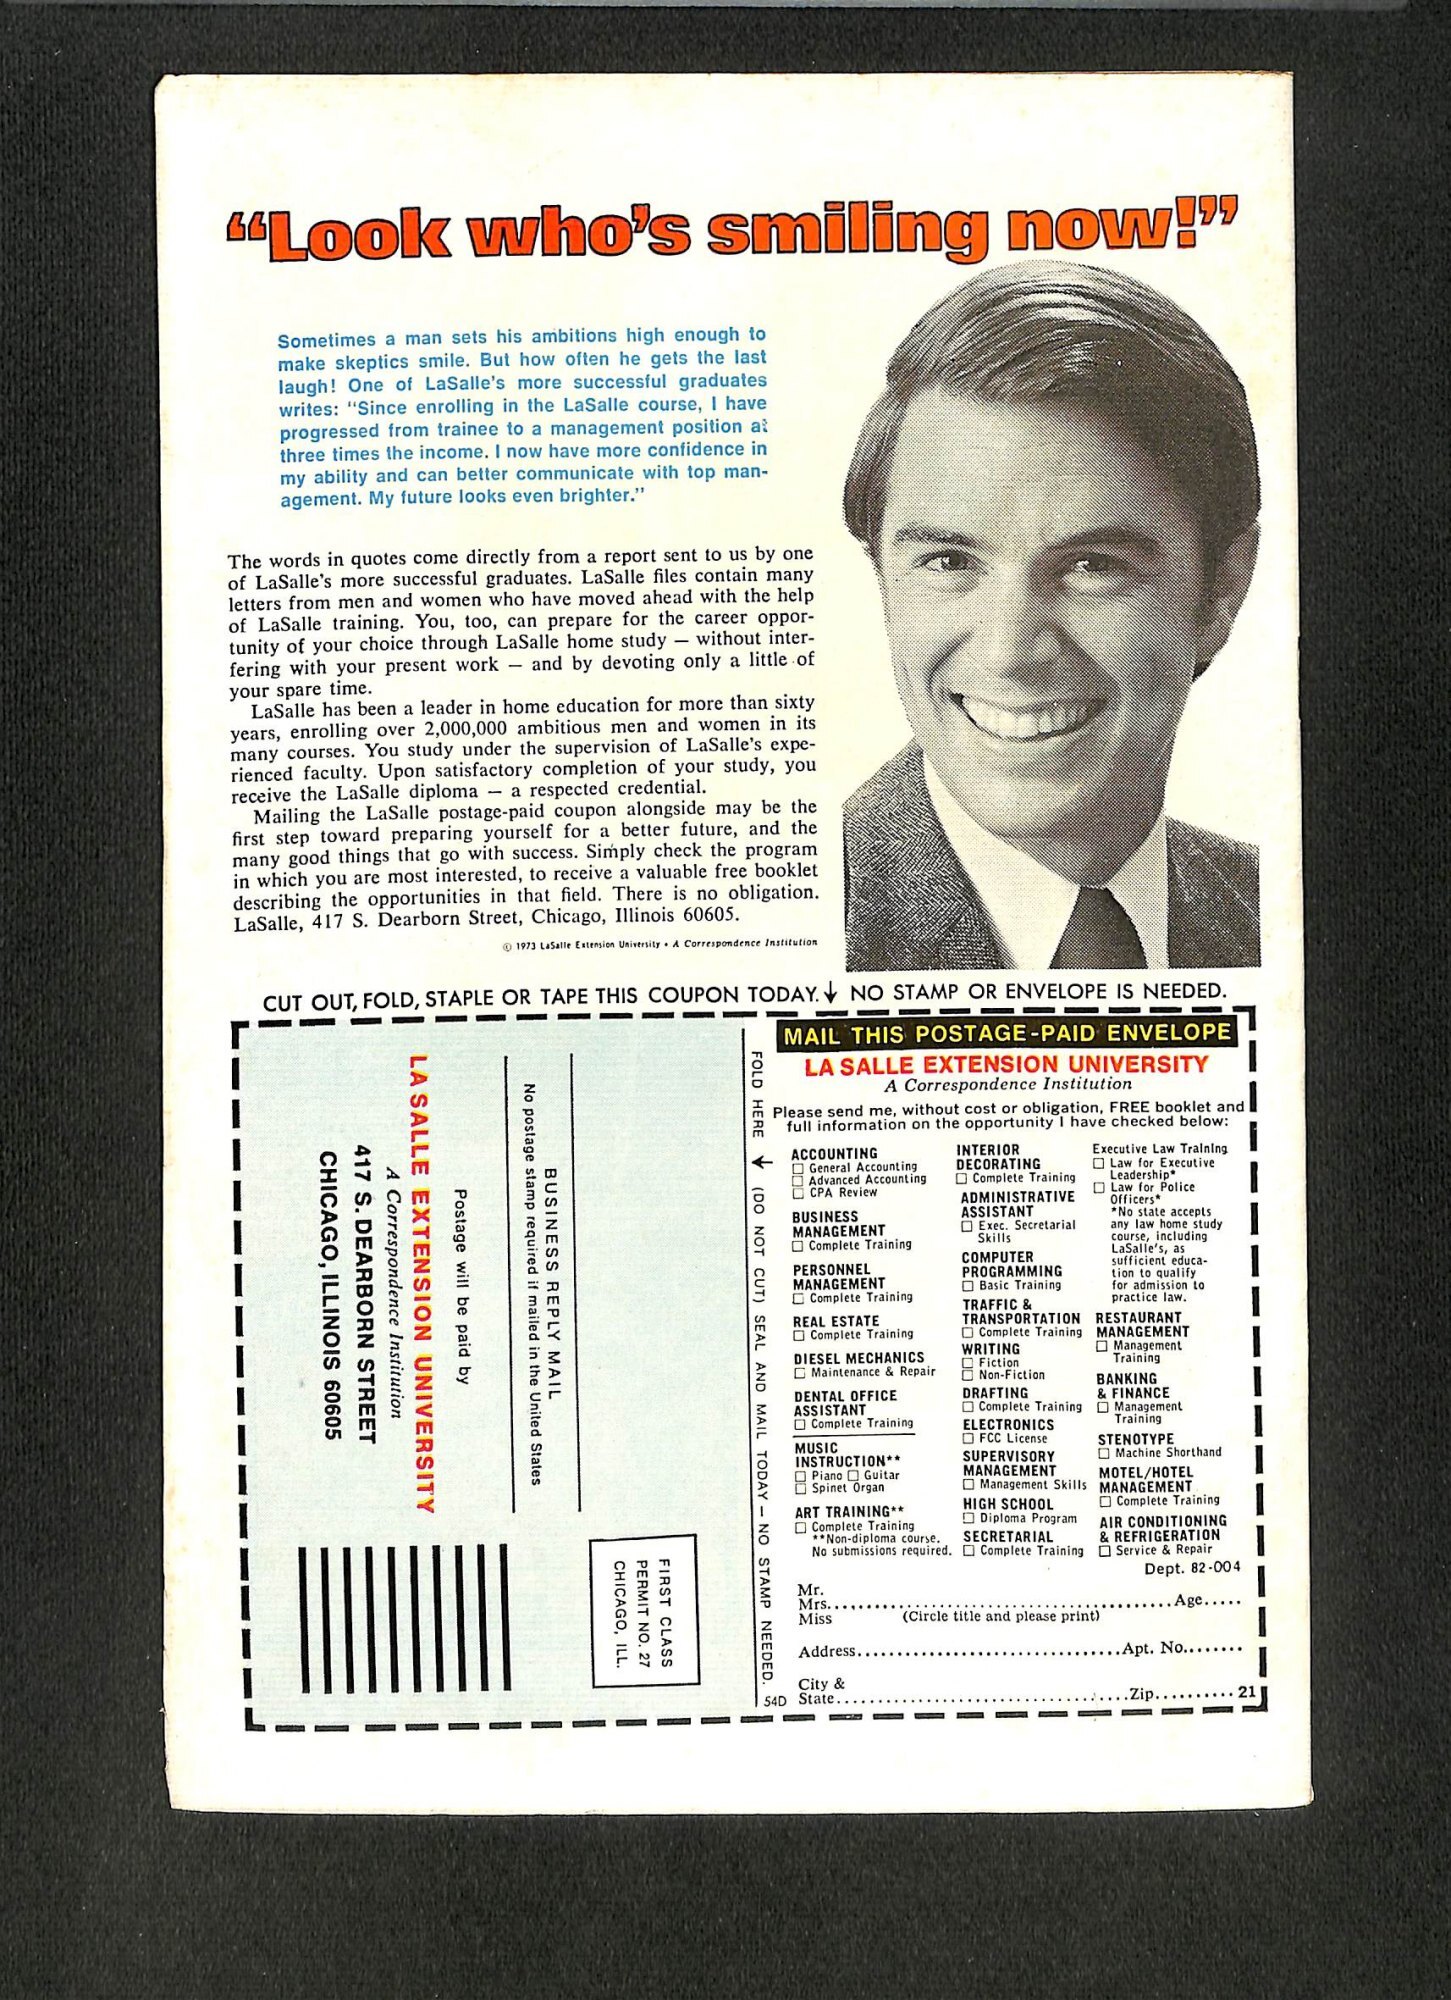 “Look who’s smiling now!”
Sometimes a man sets his ambitions high enough to
make skeptics smile. But how often he gets the last
laugh! One of LaSalle's more successful graduates
writes: "Since enrolling in the LaSalle course, I have
progressed from trainee to a management position at
three times the income. I now have more confidence in
my ability and can better communicate with top man-
agement. My future looks even brighter."
The words in quotes come directly from a report sent to us by one
of LaSalle's more successful graduates. LaSalle files contain many
letters from men and women who have moved ahead with the help
of LaSalle training. You, too, can prepare for the career oppor-
tunity of your choice through LaSalle home study — without inter-
fering with your present work — and by devoting only a little of
your spare time.
LaSalle has been a leader in home education for more than sixty
years, enrolling over 2,000,000 ambitious men and women in its
many courses. You study under the supervision of LaSalle's expe-
rienced faculty. Upon satisfactory completion of your study, you
receive the LaSalle diploma — a respected credential.
Mailing the LaSalle postage-paid coupon alongside may be the
first step toward preparing yourself for a better future, and the
many good things that go with success. Simply check the program
in which you are most interested, to receive a valuable free booklet
describing the opportunities in that field. There is no obligation.
LaSalle, 417 S. Dearborn Street, Chicago, Illinois 60605.
© 1973 LaSalle Extension University • A Correspondence Institution
CUT OUT, FOLD, STAPLE OR TAPE THIS COUPON TODAY.↓ NO STAMP OR ENVELOPE IS NEEDED.
FIRST CLASS
PERMIT NO. 27
CHICAGO, ILL.
BUSINESS REPLY MAIL
No postage stamp required if mailed in the United States
Postage will be paid by
LA SALLE EXTENSION UNIVERSITY
A Correspondence Institution
417 S. DEARBORN STREET
CHICAGO, ILLINOIS 60605
FOLD HERE ↓ (DO NOT CUT) SEAL AND MAIL TODAY — NO STAMP NEEDED.
MAIL THIS POSTAGE-PAID ENVELOPE
LA SALLE EXTENSION UNIVERSITY
A Correspondence Institution
Please send me, without cost or obligation, FREE booklet and
full information on the opportunity I have checked below:
ACCOUNTING
☐ General Accounting
☐ Advanced Accounting
☐ CPA Review
BUSINESS
MANAGEMENT
☐ Complete Training
PERSONNEL
MANAGEMENT
☐ Complete Training
REAL ESTATE
☐ Complete Training
DIESEL MECHANICS
☐ Maintenance & Repair
DENTAL OFFICE
ASSISTANT
☐ Complete Training
MUSIC
INSTRUCTION**
☐ Piano ☐ Guitar
☐ Spinet Organ
ART TRAINING**
☐ Complete Training
**Non-diploma course.
No submissions required.
INTERIOR
DECORATING
☐ Complete Training
ADMINISTRATIVE
ASSISTANT
☐ Exec. Secretarial
Skills
COMPUTER
PROGRAMMING
☐ Basic Training
TRAFFIC &
TRANSPORTATION
☐ Complete Training
WRITING
☐ Fiction
☐ Non-Fiction
DRAFTING
☐ Complete Training
ELECTRONICS
☐ FCC License
SUPERVISORY
MANAGEMENT
☐ Management Skills
HIGH SCHOOL
☐ Diploma Program
SECRETARIAL
☐ Complete Training
Executive Law Training
☐ Law for Executive
Leadership*
☐ Law for Police
Officers*
*No state accepts
any law home study
course, including
LaSalle's, as
sufficient educa-
tion to qualify
for admission to
practice law.
RESTAURANT
MANAGEMENT
☐ Management
Training
BANKING
& FINANCE
☐ Management
Training
STENOTYPE
☐ Machine Shorthand
MOTEL/HOTEL
MANAGEMENT
☐ Complete Training
AIR CONDITIONING
& REFRIGERATION
☐ Service & Repair
Dept. 82-004
Mr.
Mrs.......................................... Age.....
Miss (Circle title and please print)
Address................................. Apt. No........
City &
54D State.................................... Zip.......... 21